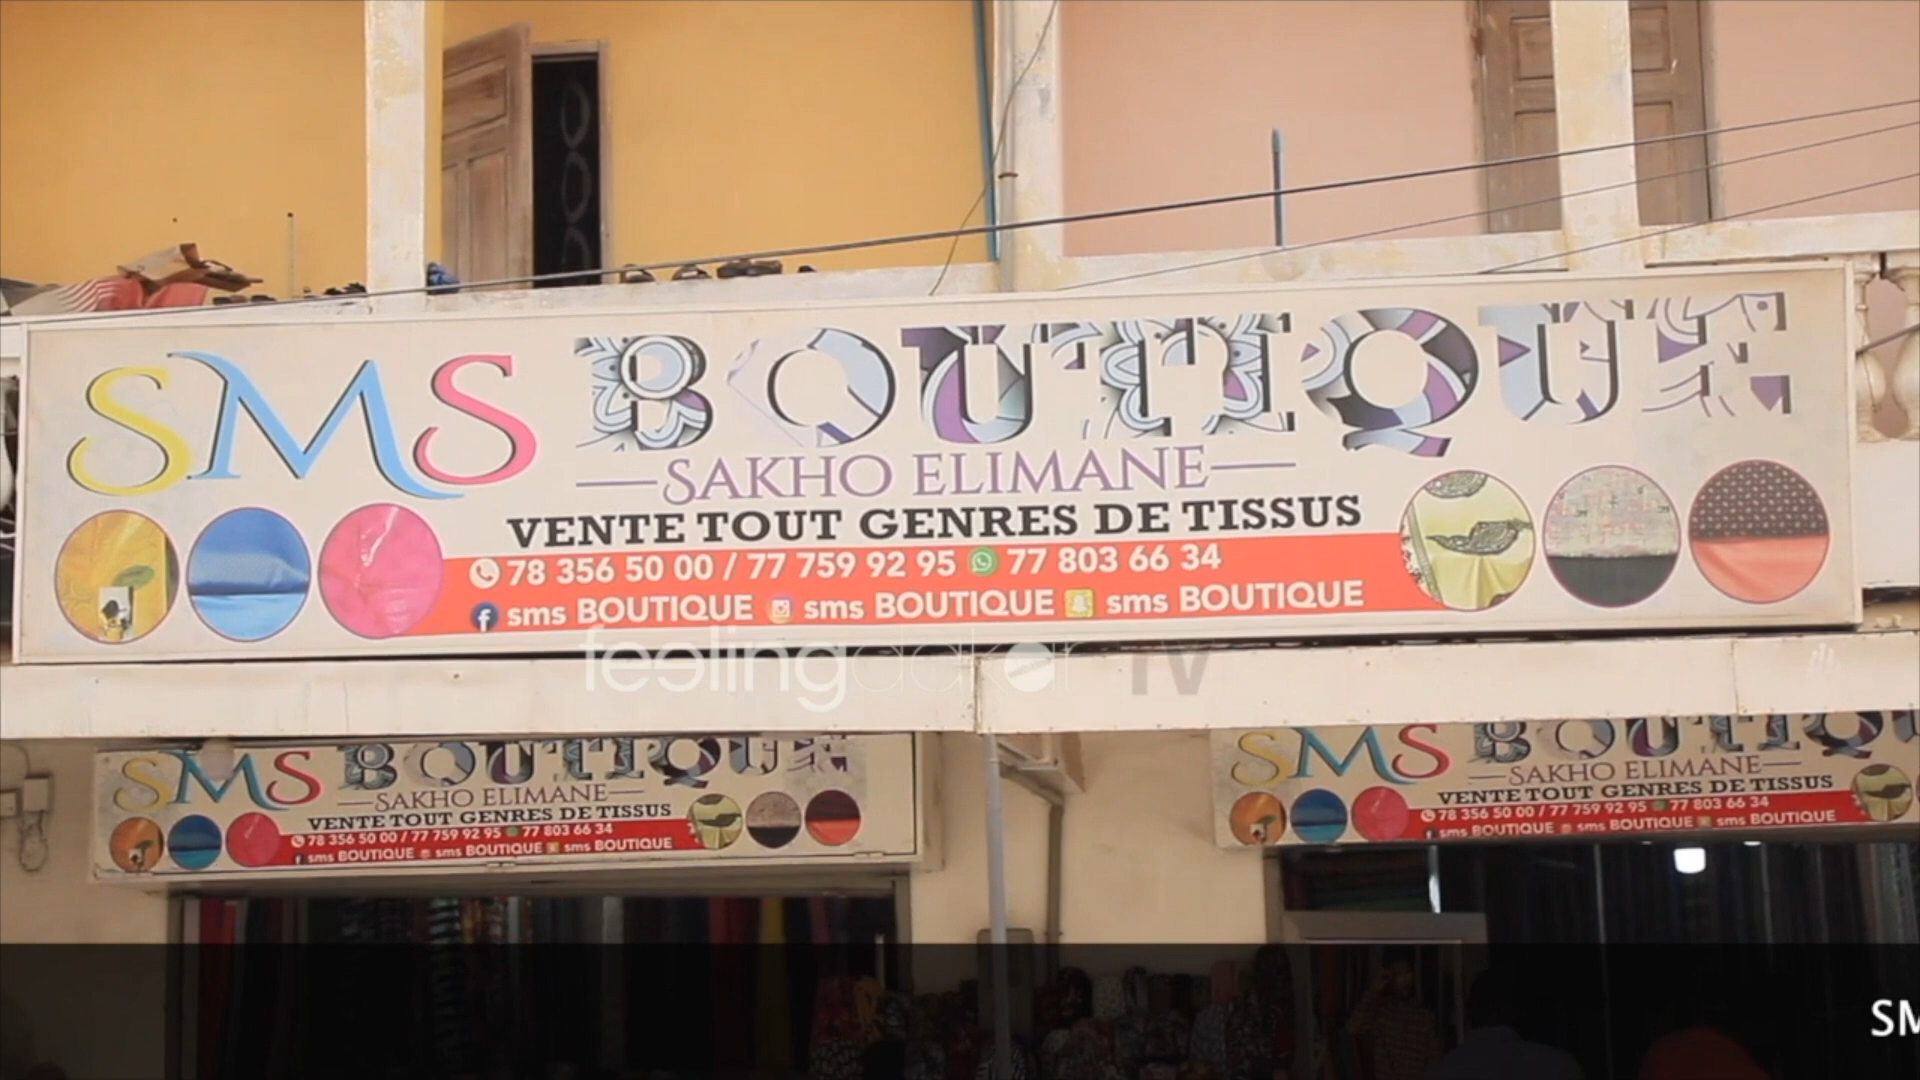 SMS BOUTIQUE
SAKHO ELIMANE
VENTE TOUT GENRES DE TISSUS
78 356 50 00 / 77 759 92 95 77 803 66 34
sms BOUTIQUE sms BOUTIQUE sms BOUTIQUE
feelingdakar TV
SMS BOUTIQUE
SAKHO ELIMANE
VENTE TOUT GENRES DE TISSUS
78 356 50 00 / 77 759 92 95 77 803 66 34
sms BOUTIQUE sms BOUTIQUE sms BOUTIQUE
SMS BOUTIQU
SAKHO ELIMANE
VENTE TOUT GENRES DE TISSUS
78 356 50 00 / 77 759 92 95 77 803 66 34
sms BOUTIQUE sms BOUTIQUE sms BOUTIQUE
SM